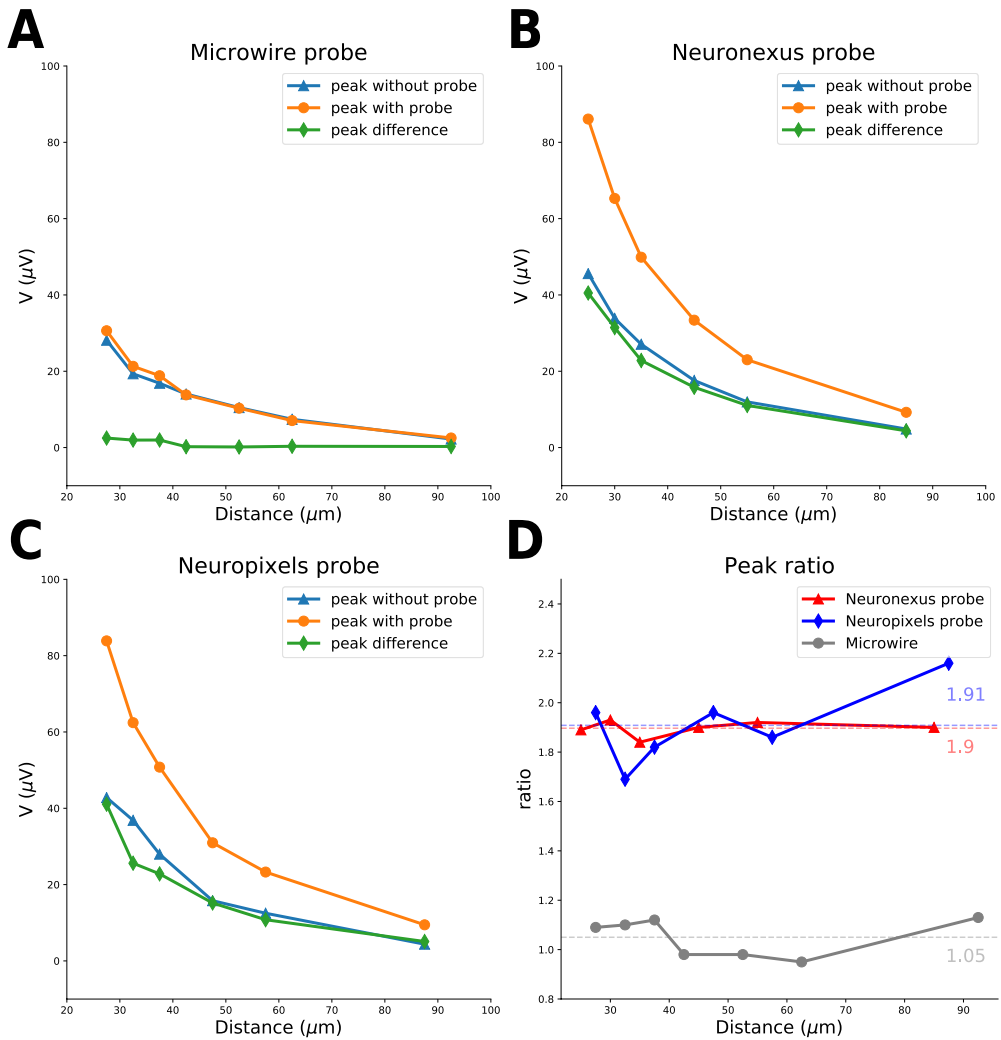 A
Microwire probe
100
80
60
40
20
0
V (μV)
peak without probe
peak with probe
peak difference
20 30 40 50 60 70 80 90 100
Distance (μm)
B
Neuronexus probe
100
80
60
40
20
0
V (μV)
peak without probe
peak with probe
peak difference
20 30 40 50 60 70 80 90 100
Distance (μm)
C
Neuropixels probe
100
80
60
40
20
0
V (μV)
peak without probe
peak with probe
peak difference
20 30 40 50 60 70 80 90 100
Distance (μm)
D
Peak ratio
2.4
2.2
2.0
1.8
1.6
1.4
1.2
1.0
0.8
ratio
Neuronexus probe
Neuropixels probe
Microwire
1.91
1.9
1.05
30 40 50 60 70 80 90
Distance (μm)